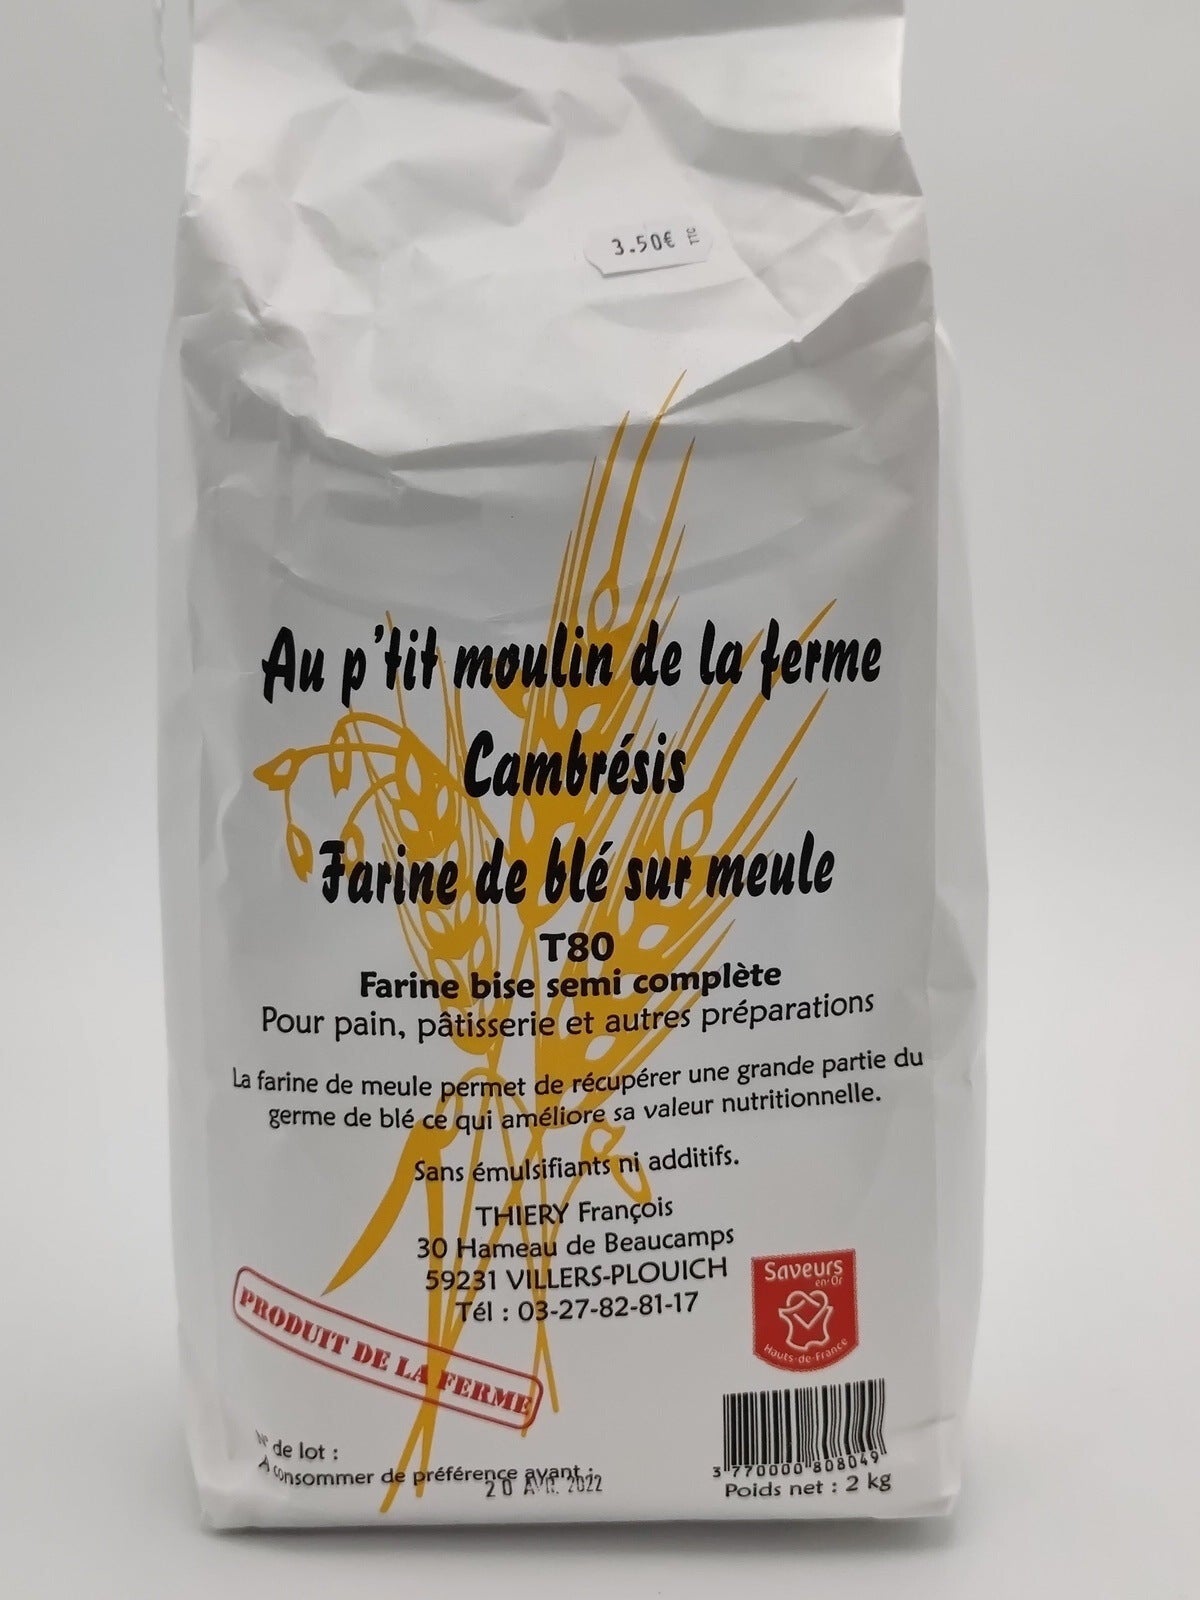 3.50€ TTC
Au p'tit moulin de la ferme
Cambrésis
Farine de blé sur meule
T80
Farine bise semi complète
Pour pain, pâtisserie et autres préparations
La farine de meule permet de récupérer une grande partie du
germe de blé ce qui améliore sa valeur nutritionnelle.
Sans émulsifiants ni additifs.
THIERY François
30 Hameau de Beaucamps
59231 VILLERS-PLOUICH
Tél : 03-27-82-81-17
Saveurs
en·Or
Hauts-de-France
PRODUIT DE LA FERME
N° de lot :
A consommer de préférence avant :
20 AVR. 2022
3 770000 808049
Poids net : 2 kg